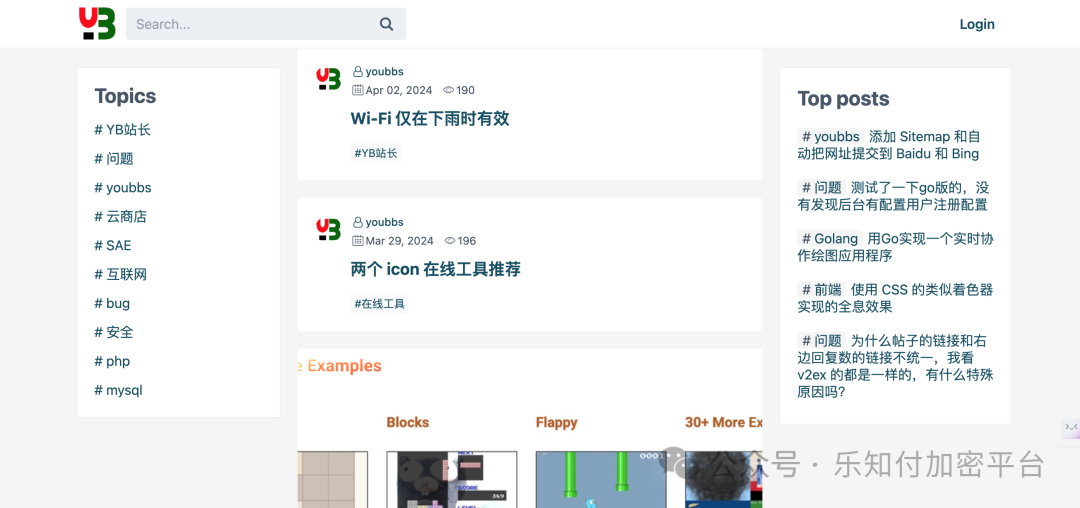 Search...
Login
Topics
# YB站长
# 问题
# youbbs
# 云商店
# SAE
# 互联网
# bug
# 安全
# php
# mysql
youbbs
Apr 02, 2024 190
Wi-Fi 仅在下雨时有效
#YB站长
youbbs
Mar 29, 2024 196
两个 icon 在线工具推荐
#在线工具
e Examples
Blocks
Flappy
30+ More Ex
NEXT
SCORE
LEVEL
Top posts
# youbbs 添加 Sitemap 和自
动把网址提交到 Baidu 和 Bing
# 问题 测试了一下go版的，没
有发现后台有配置用户注册配置
# Golang 用Go实现一个实时协
作绘图应用程序
# 前端 使用 CSS 的类似着色器
实现的全息效果
# 问题 为什么帖子的链接和右
边回复数的链接不统一，我看
v2ex 的都是一样的，有什么特殊
原因吗?
公众号 · 乐知付加密平台